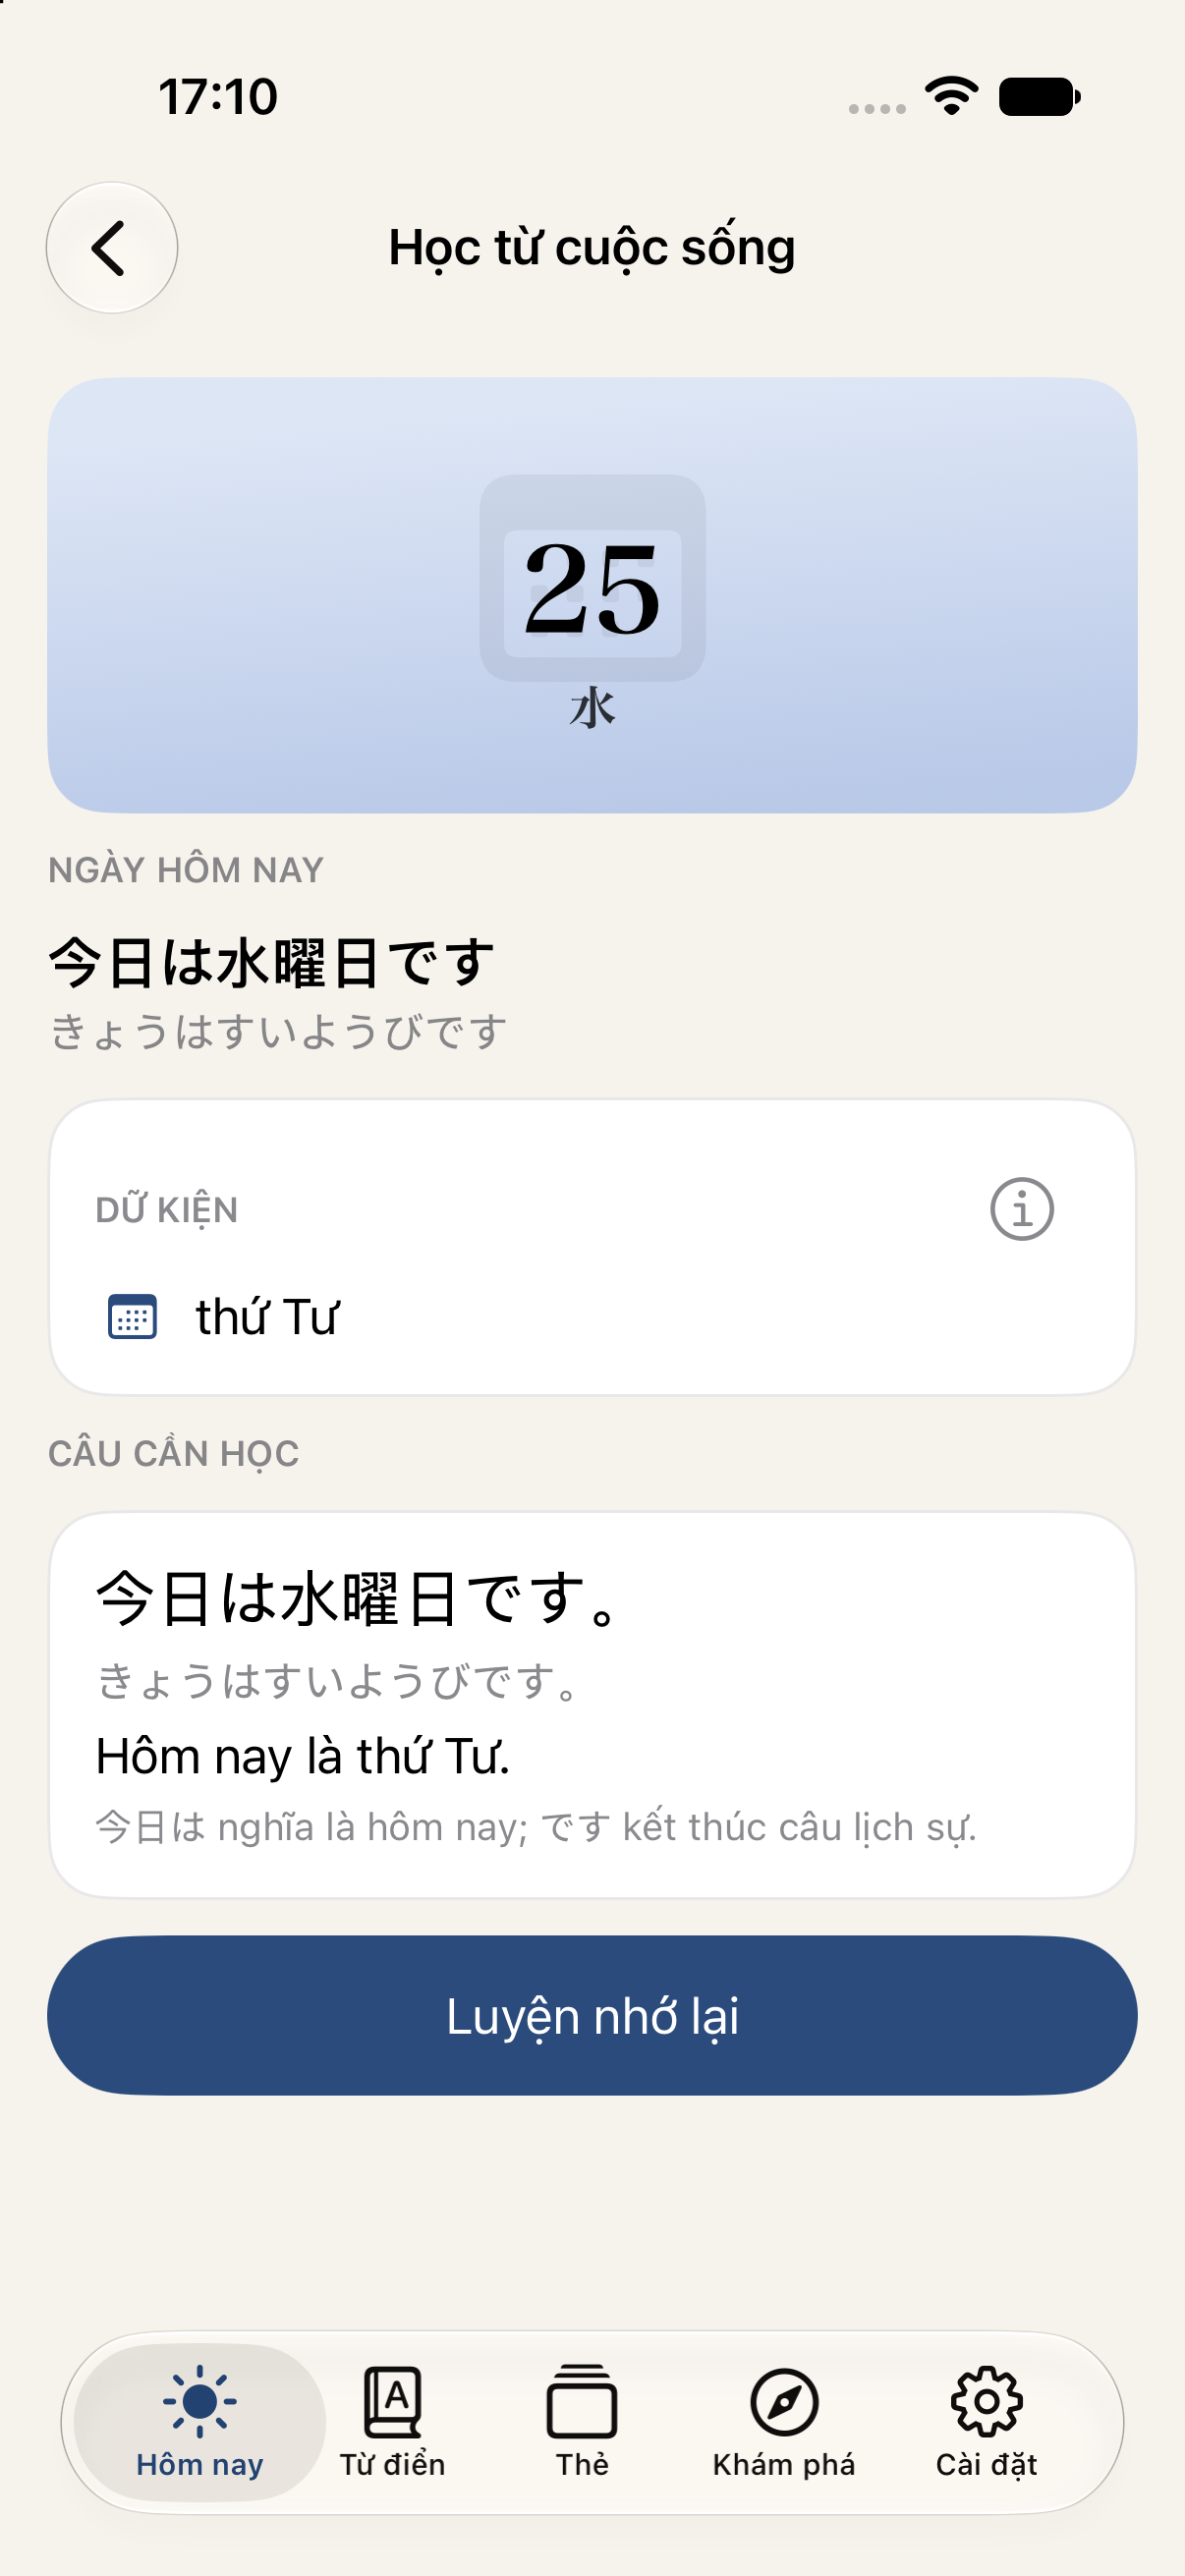 17:10
Học từ cuộc sống
25
水
NGÀY HÔM NAY
今日は水曜日です
きょうはすいようびです
DỮ KIỆN
thứ Tư
CÂU CẦN HỌC
今日は水曜日です。
きょうはすいようびです。
Hôm nay là thứ Tư.
今日は nghĩa là hôm nay; です kết thúc câu lịch sự.
Luyện nhớ lại
Hôm nay
Từ điển
Thẻ
Khám phá
Cài đặt